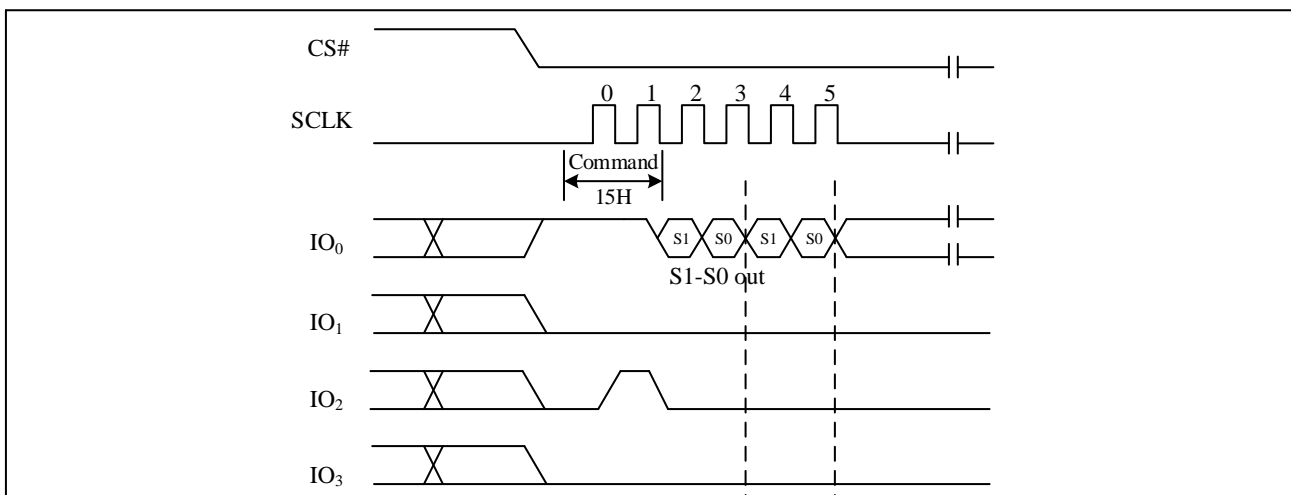 CS#
0 1 2 3 4 5
SCLK
Command
15H
IO₀
S1 S0 S1 S0
S1-S0 out
IO₁
IO₂
IO₃